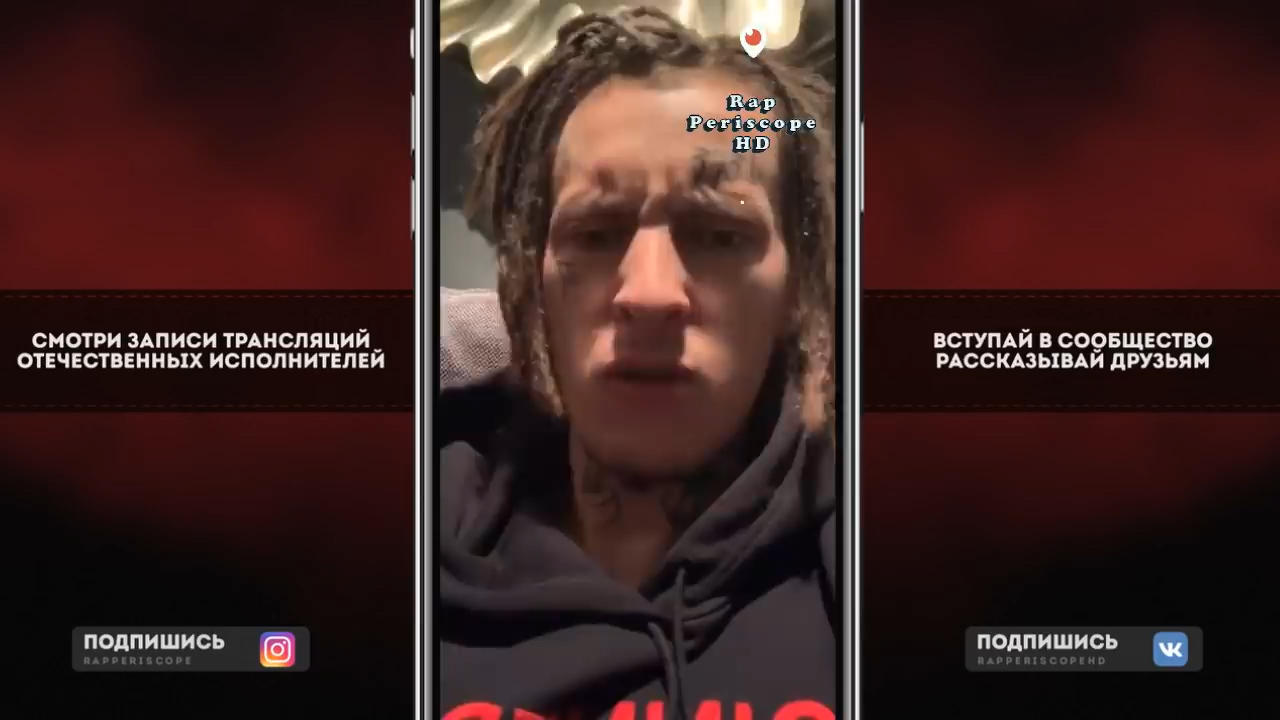 Rap
Periscope
HD
СМОТРИ ЗАПИСИ ТРАНСЛЯЦИЙ
ОТЕЧЕСТВЕННЫХ ИСПОЛНИТЕЛЕЙ
ВСТУПАЙ В СООБЩЕСТВО
РАССКАЗЫВАЙ ДРУЗЬЯМ
ПОДПИШИСЬ
RAPPERISCOPE
ПОДПИШИСЬ
RAPPERISCOPEHD